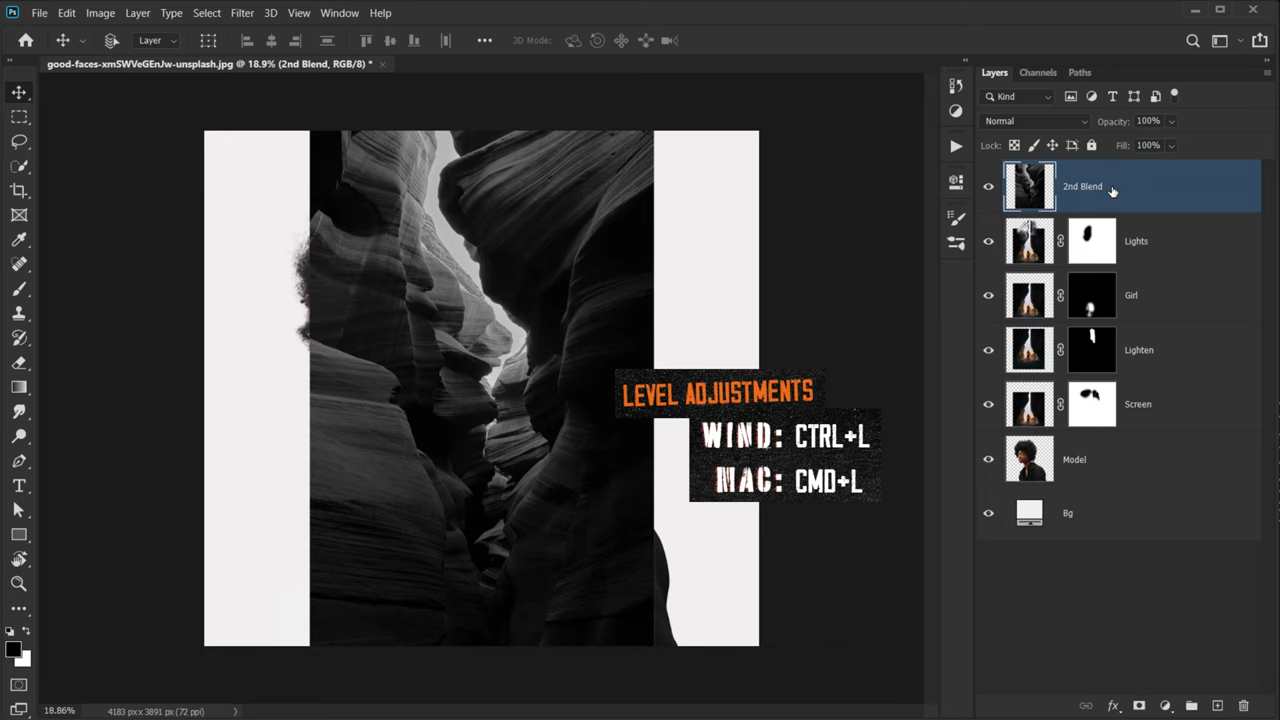 Ps File Edit Image Layer Type Select Filter 3D View Window Help
Layer 3D Mode:
good-faces-xmSWVeGEnJw-unsplash.jpg @ 18.9% (2nd Blend, RGB/8) *
Layers Channels Paths
Kind
Normal Opacity: 100%
Lock: Fill: 100%
2nd Blend
Lights
Girl
Lighten
Screen
Model
Bg
LEVEL ADJUSTMENTS
WIND: CTRL+L
MAC: CMD+L
18.86% 4183 px x 3891 px (72 ppi)